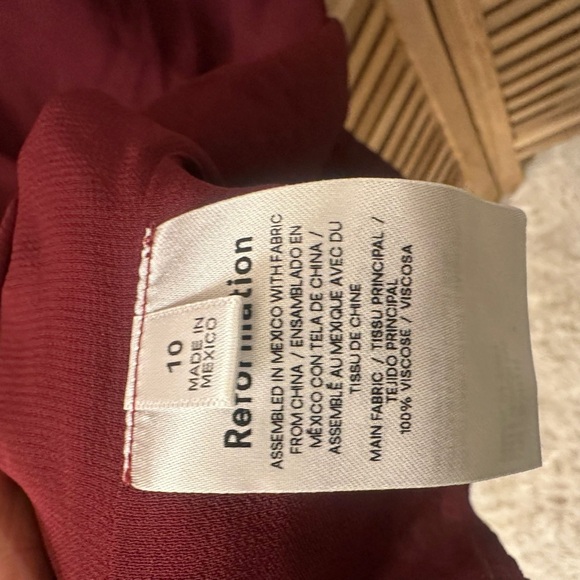 Reformation
10
MADE IN
MEXICO
ASSEMBLED IN MEXICO WITH FABRIC
FROM CHINA / ENSAMBLADO EN
MÉXICO CON TELA DE CHINA /
ASSEMBLÉ AU MEXIQUE AVEC DU
TISSU DE CHINE
MAIN FABRIC / TISSU PRINCIPAL /
TEJIDO PRINCIPAL
100% VISCOSE / VISCOSA